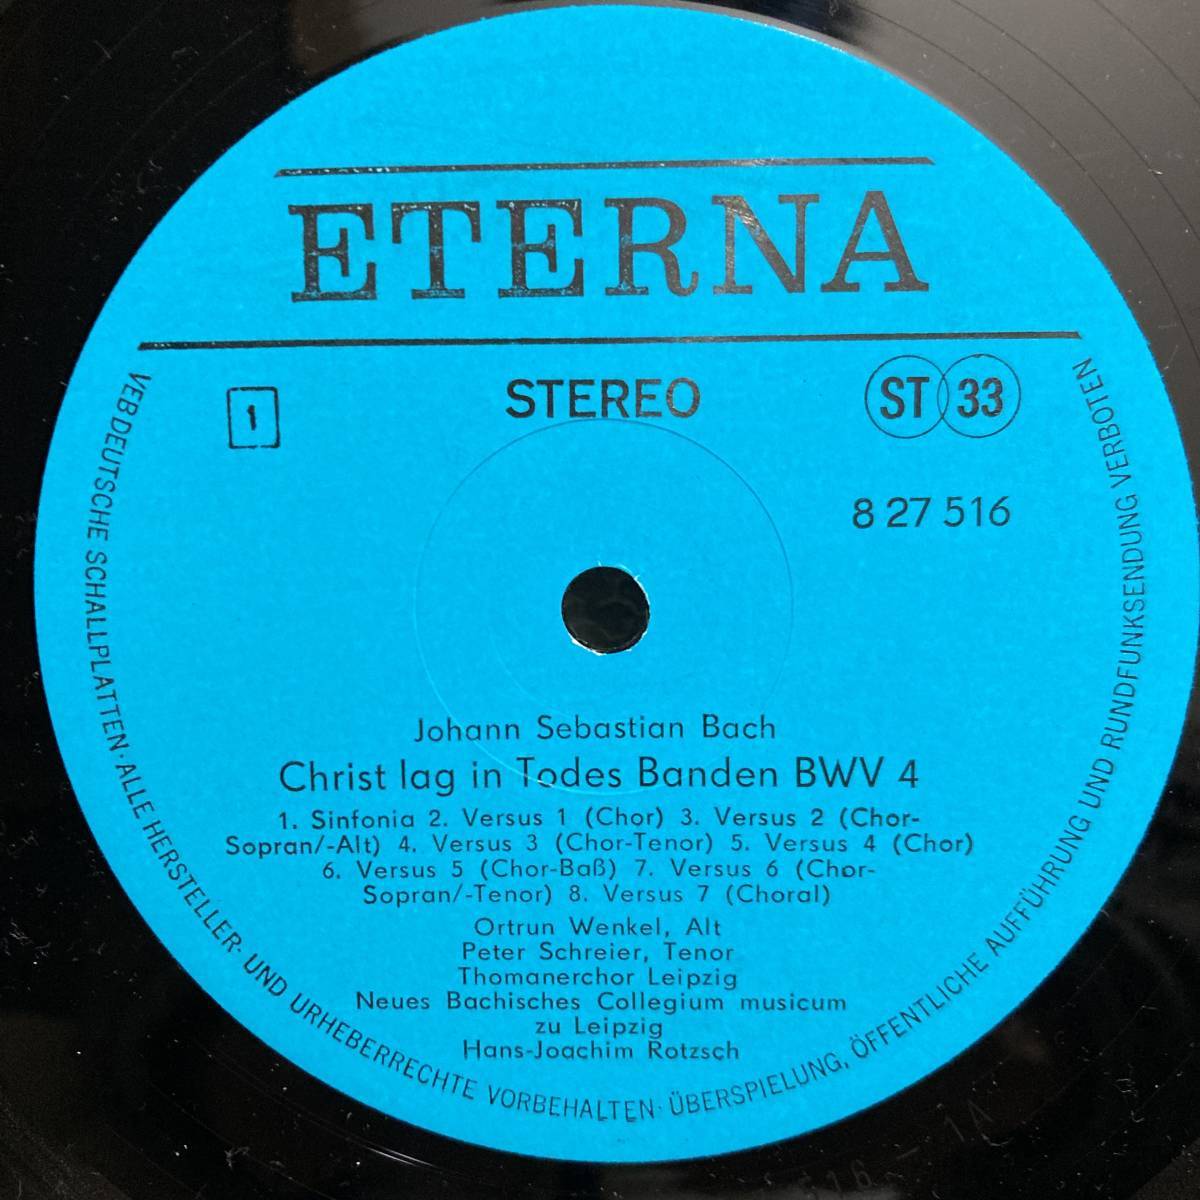 ETERNA
1
STEREO
ST 33
8 27 516
Johann Sebastian Bach
Christ lag in Todes Banden BWV 4
1. Sinfonia 2. Versus 1 (Chor) 3. Versus 2 (Chor-
Sopran/-Alt) 4. Versus 3 (Chor-Tenor) 5. Versus 4 (Chor)
6. Versus 5 (Chor-Baß) 7. Versus 6 (Chor-
Sopran/-Tenor) 8. Versus 7 (Choral)
Ortrun Wenkel, Alt
Peter Schreier, Tenor
Thomanerchor Leipzig
Neues Bachisches Collegium musicum
zu Leipzig
Hans-Joachim Rotzsch
VEB DEUTSCHE SCHALLPLATTEN · ALLE HERSTELLER- UND URHEBERRECHTE VORBEHALTEN · ÜBERSPIELUNG, ÖFFENTLICHE AUFFÜHRUNG UND RUNDFUNKSENDUNG VERBOTEN